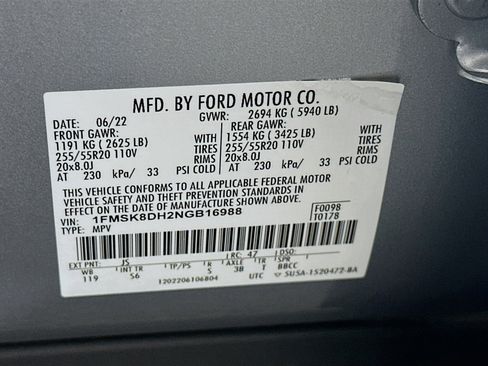 MFD. BY FORD MOTOR CO.
DATE: 06/22 GVWR: 2694 KG ( 5940 LB)
FRONT GAWR: REAR GAWR:
1191 KG ( 2625 LB) WITH 1554 KG ( 3425 LB) WITH
255/55R20 110V TIRES 255/55R20 110V TIRES
20x8.0J RIMS 20x8.0J RIMS
AT 230 kPa/ 33 PSI COLD AT 230 kPa/ 33 PSI COLD
THIS VEHICLE CONFORMS TO ALL APPLICABLE FEDERAL MOTOR
VEHICLE SAFETY AND THEFT PREVENTION STANDARDS IN
EFFECT ON THE DATE OF MANUFACTURE SHOWN ABOVE.
VIN: 1FMSK8DH2NGB16988 F0098
TYPE: MPV T0178
EXT PNT: JS RC: 47
WB INT TR TP/PS R AXLE TR SPR
119 S6 S 3B T BBCC
1202206106804 UTC SU5A-1520472-BA